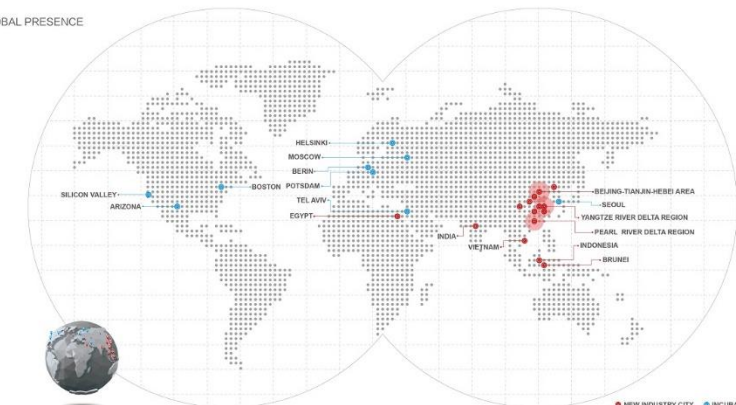 OBAL PRESENCE
HELSINKI
MOSCOW
BERIN
BOSTON
POTSDAM
SILICON VALLEY
ARIZONA
TEL AVIV
EGYPT
INDIA
VIETNAM
BEIJING-TIANJIN-HEBEI AREA
SEOUL
YANGTZE RIVER DELTA REGION
PEARL RIVER DELTA REGION
INDONESIA
BRUNEI
NEW INDUSTRY CITY INCUBA